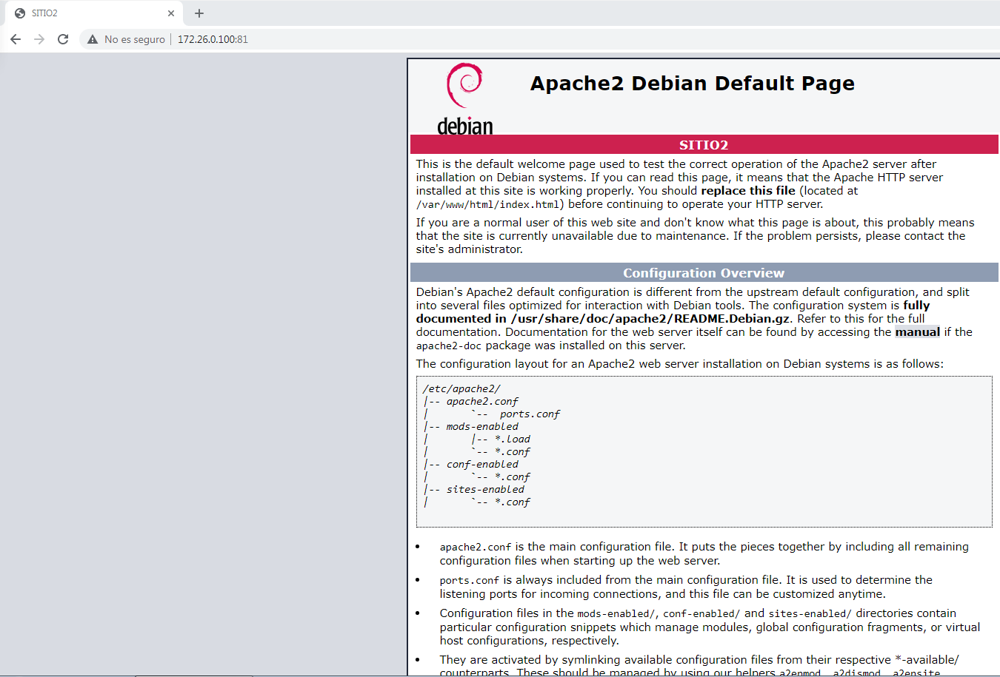 SITIO2
No es seguro 172.26.0.100:81
debian
Apache2 Debian Default Page
SITIO2
This is the default welcome page used to test the correct operation of the Apache2 server after
installation on Debian systems. If you can read this page, it means that the Apache HTTP server
installed at this site is working properly. You should replace this file (located at
/var/www/html/index.html) before continuing to operate your HTTP server.
If you are a normal user of this web site and don't know what this page is about, this probably means
that the site is currently unavailable due to maintenance. If the problem persists, please contact the
site's administrator.
Configuration Overview
Debian's Apache2 default configuration is different from the upstream default configuration, and split
into several files optimized for interaction with Debian tools. The configuration system is fully
documented in /usr/share/doc/apache2/README.Debian.gz. Refer to this for the full
documentation. Documentation for the web server itself can be found by accessing the manual if the
apache2-doc package was installed on this server.
The configuration layout for an Apache2 web server installation on Debian systems is as follows:
/etc/apache2/
|-- apache2.conf
|       `--  ports.conf
|-- mods-enabled
|       |-- *.load
|       `-- *.conf
|-- conf-enabled
|       `-- *.conf
|-- sites-enabled
|       `-- *.conf
• apache2.conf is the main configuration file. It puts the pieces together by including all remaining
configuration files when starting up the web server.
• ports.conf is always included from the main configuration file. It is used to determine the
listening ports for incoming connections, and this file can be customized anytime.
• Configuration files in the mods-enabled/, conf-enabled/ and sites-enabled/ directories contain
particular configuration snippets which manage modules, global configuration fragments, or virtual
host configurations, respectively.
• They are activated by symlinking available configuration files from their respective *-available/
counterparts. These should be managed by using our helpers a2enmod, a2dismod, a2ensite,